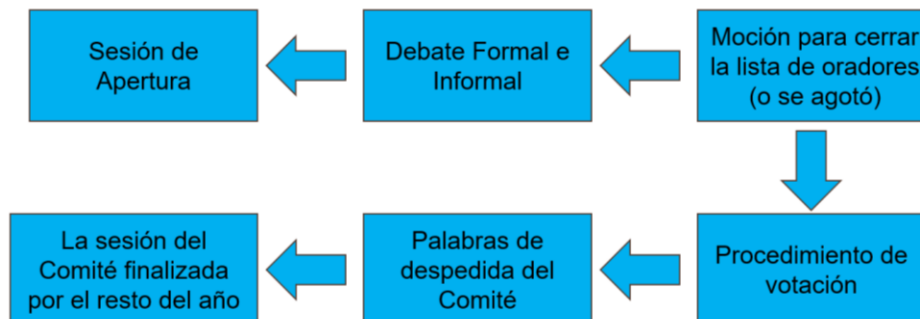 Sesión de
Apertura
Debate Formal e
Informal
Moción para cerrar
la lista de oradores
(o se agotó)
La sesión del
Comité finalizada
por el resto del año
Palabras de
despedida del
Comité
Procedimiento de
votación